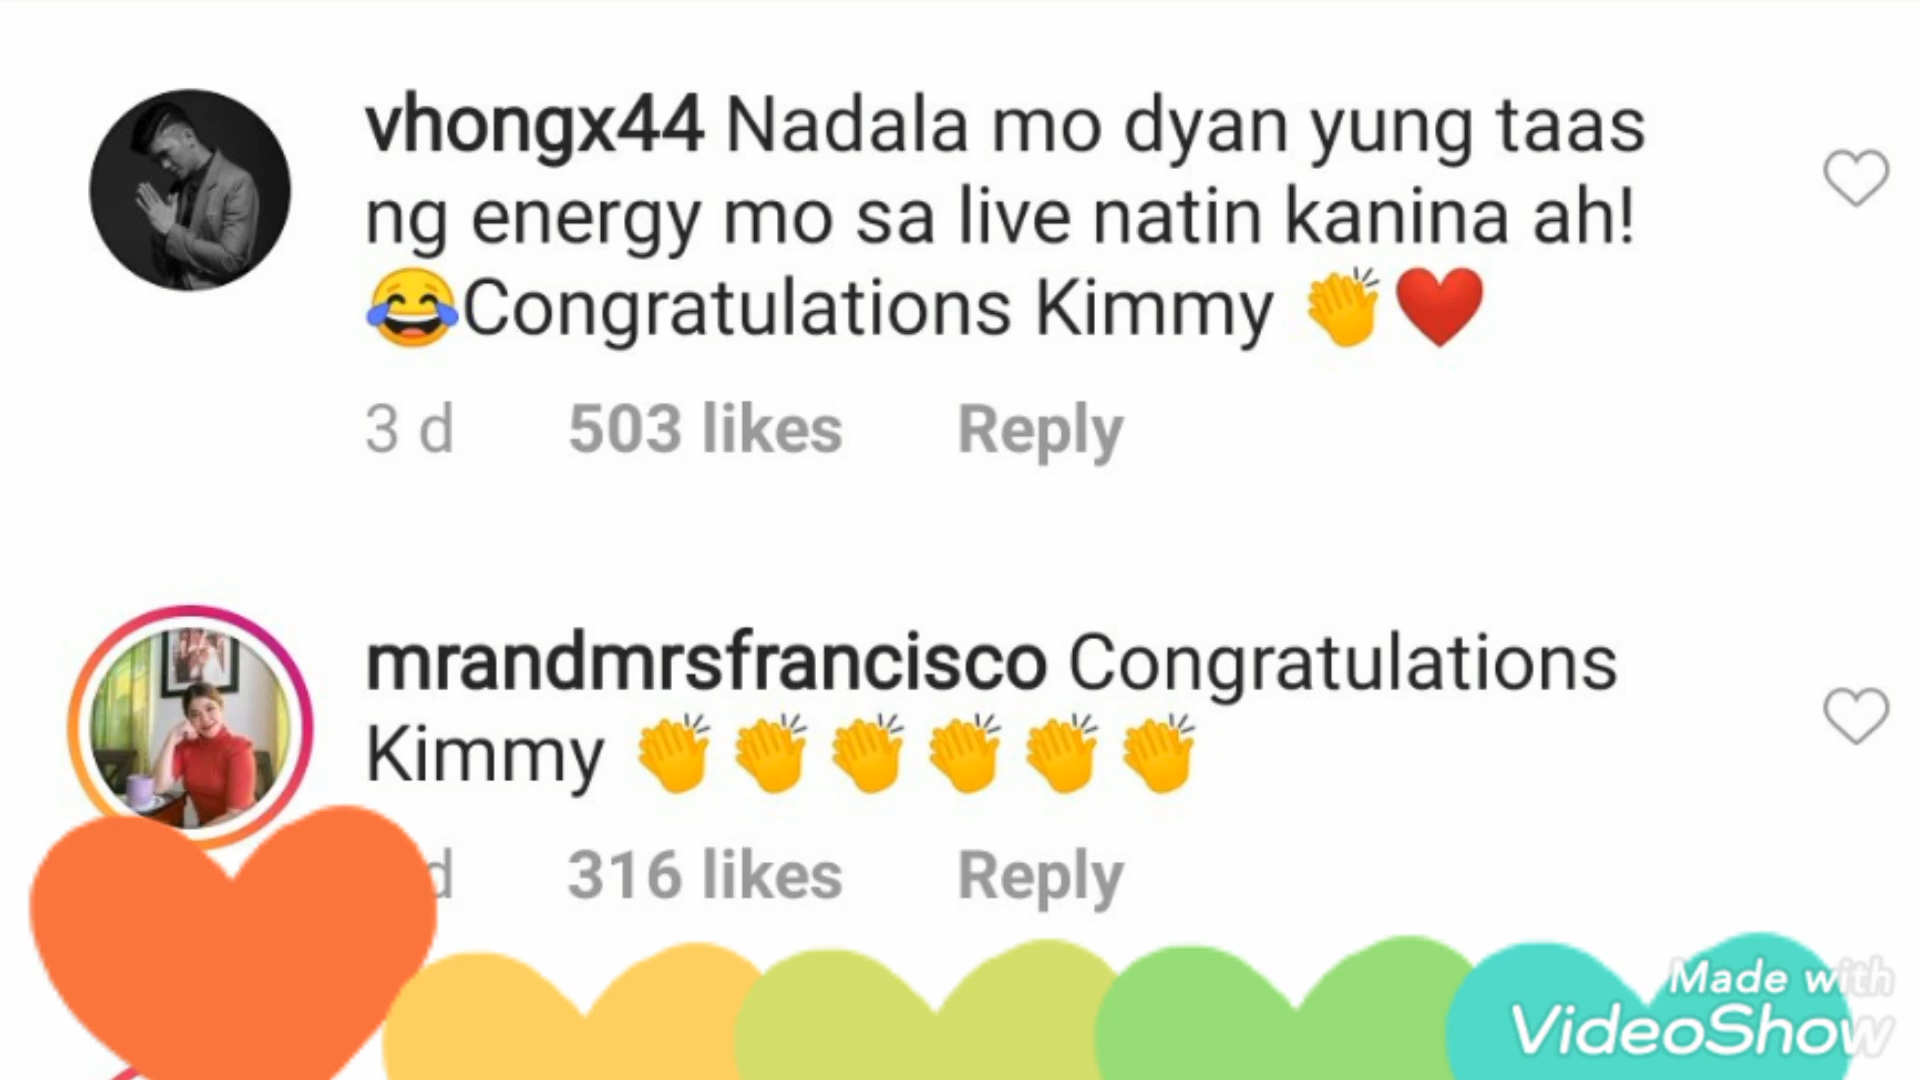 vhongx44 Nadala mo dyan yung taas
ng energy mo sa live natin kanina ah!
😂Congratulations Kimmy 👏❤️
3 d 503 likes Reply
mrandmrsfrancisco Congratulations
Kimmy 👏👏👏👏👏👏
d 316 likes Reply
Made with
VideoShow